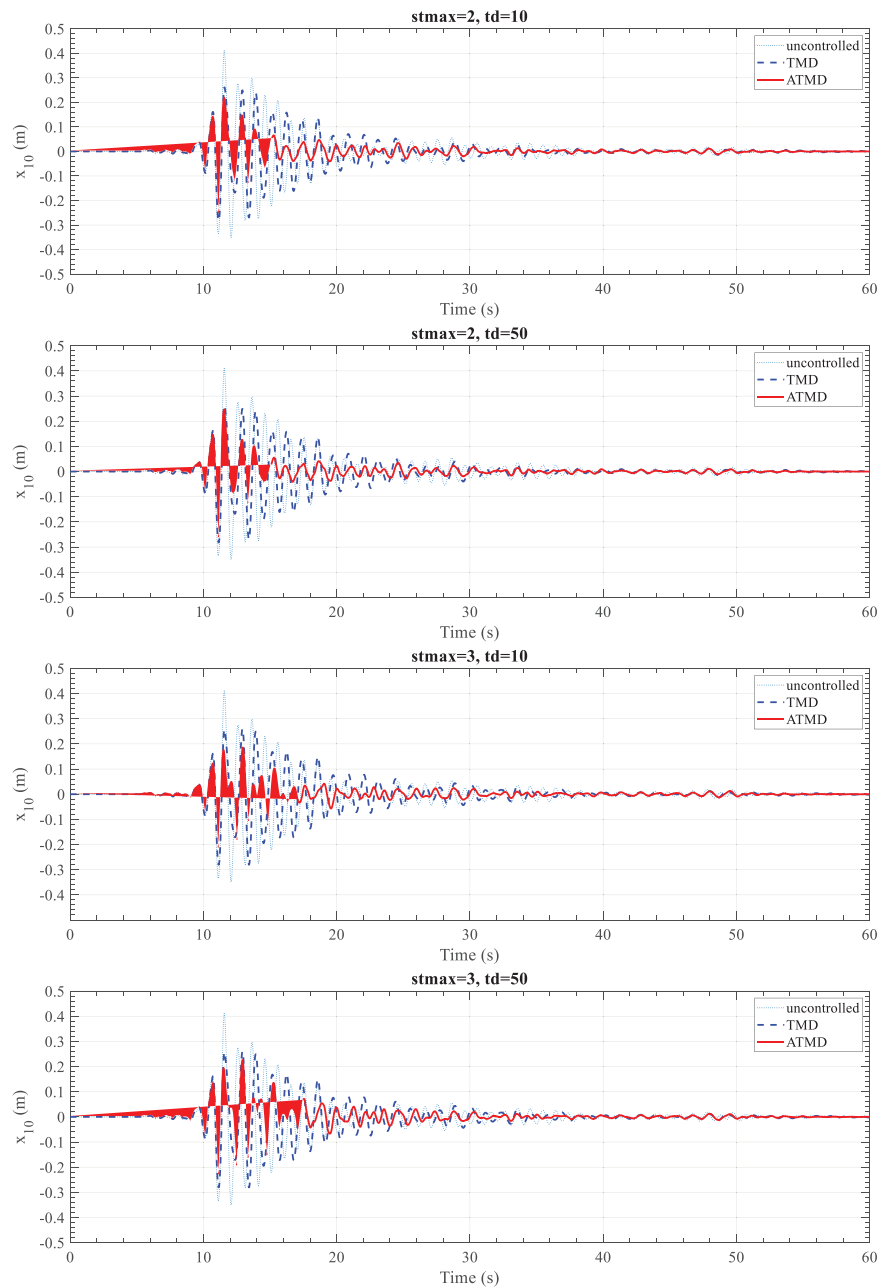 stmax=2, td=10
0.5
0.4
0.3
0.2
0.1
0
-0.1
-0.2
-0.3
-0.4
-0.5
x10 (m)
uncontrolled
TMD
ATMD
0 10 20 30 40 50 60
Time (s)
stmax=2, td=50
0.5
0.4
0.3
0.2
0.1
0
-0.1
-0.2
-0.3
-0.4
-0.5
x10 (m)
uncontrolled
TMD
ATMD
0 10 20 30 40 50 60
Time (s)
stmax=3, td=10
0.5
0.4
0.3
0.2
0.1
0
-0.1
-0.2
-0.3
-0.4
x10 (m)
uncontrolled
TMD
ATMD
0 10 20 30 40 50 60
Time (s)
stmax=3, td=50
0.5
0.4
0.3
0.2
0.1
0
-0.1
-0.2
-0.3
-0.4
-0.5
x10 (m)
uncontrolled
TMD
ATMD
0 10 20 30 40 50 60
Time (s)